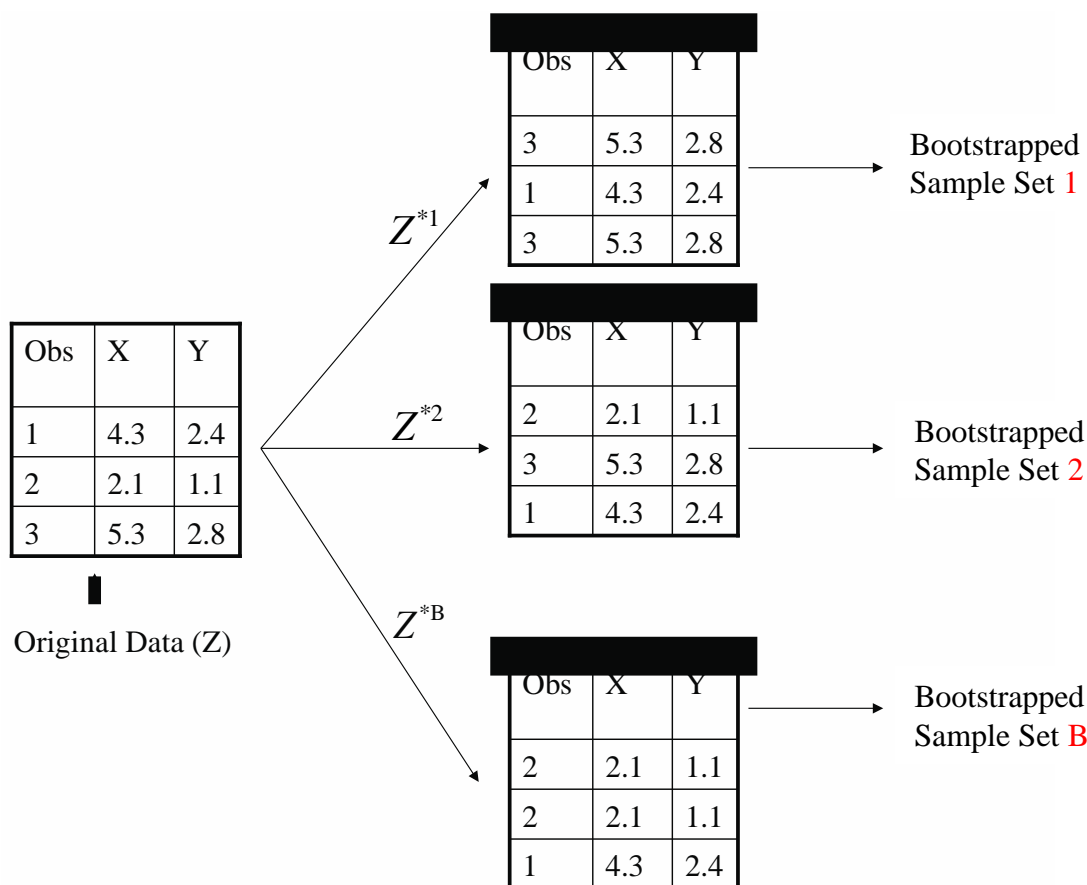 Obs X Y
3 5.3 2.8
1 4.3 2.4
3 5.3 2.8
Bootstrapped
Sample Set 1
Z*1
Obs X Y
2 2.1 1.1
3 5.3 2.8
1 4.3 2.4
Bootstrapped
Sample Set 2
Z*2
Obs X Y
1 4.3 2.4
2 2.1 1.1
3 5.3 2.8
Original Data (Z)
Z*B
Obs X Y
2 2.1 1.1
2 2.1 1.1
1 4.3 2.4
Bootstrapped
Sample Set B